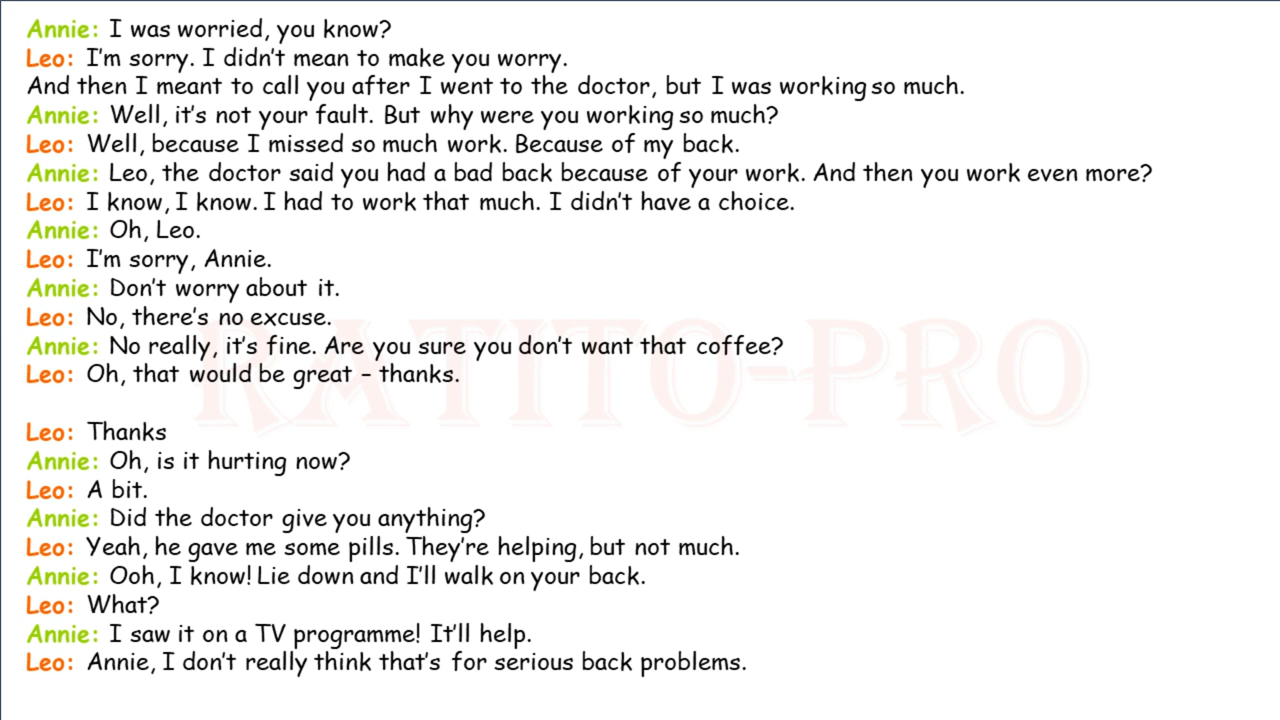 Annie: I was worried, you know?
Leo: I'm sorry. I didn't mean to make you worry.
And then I meant to call you after I went to the doctor, but I was working so much.
Annie: Well, it's not your fault. But why were you working so much?
Leo: Well, because I missed so much work. Because of my back.
Annie: Leo, the doctor said you had a bad back because of your work. And then you work even more?
Leo: I know, I know. I had to work that much. I didn't have a choice.
Annie: Oh, Leo.
Leo: I'm sorry, Annie.
Annie: Don't worry about it.
Leo: No, there's no excuse.
Annie: No really, it's fine. Are you sure you don't want that coffee?
Leo: Oh, that would be great – thanks.
RATITO-PRO
Leo: Thanks
Annie: Oh, is it hurting now?
Leo: A bit.
Annie: Did the doctor give you anything?
Leo: Yeah, he gave me some pills. They're helping, but not much.
Annie: Ooh, I know! Lie down and I'll walk on your back.
Leo: What?
Annie: I saw it on a TV programme! It'll help.
Leo: Annie, I don't really think that's for serious back problems.